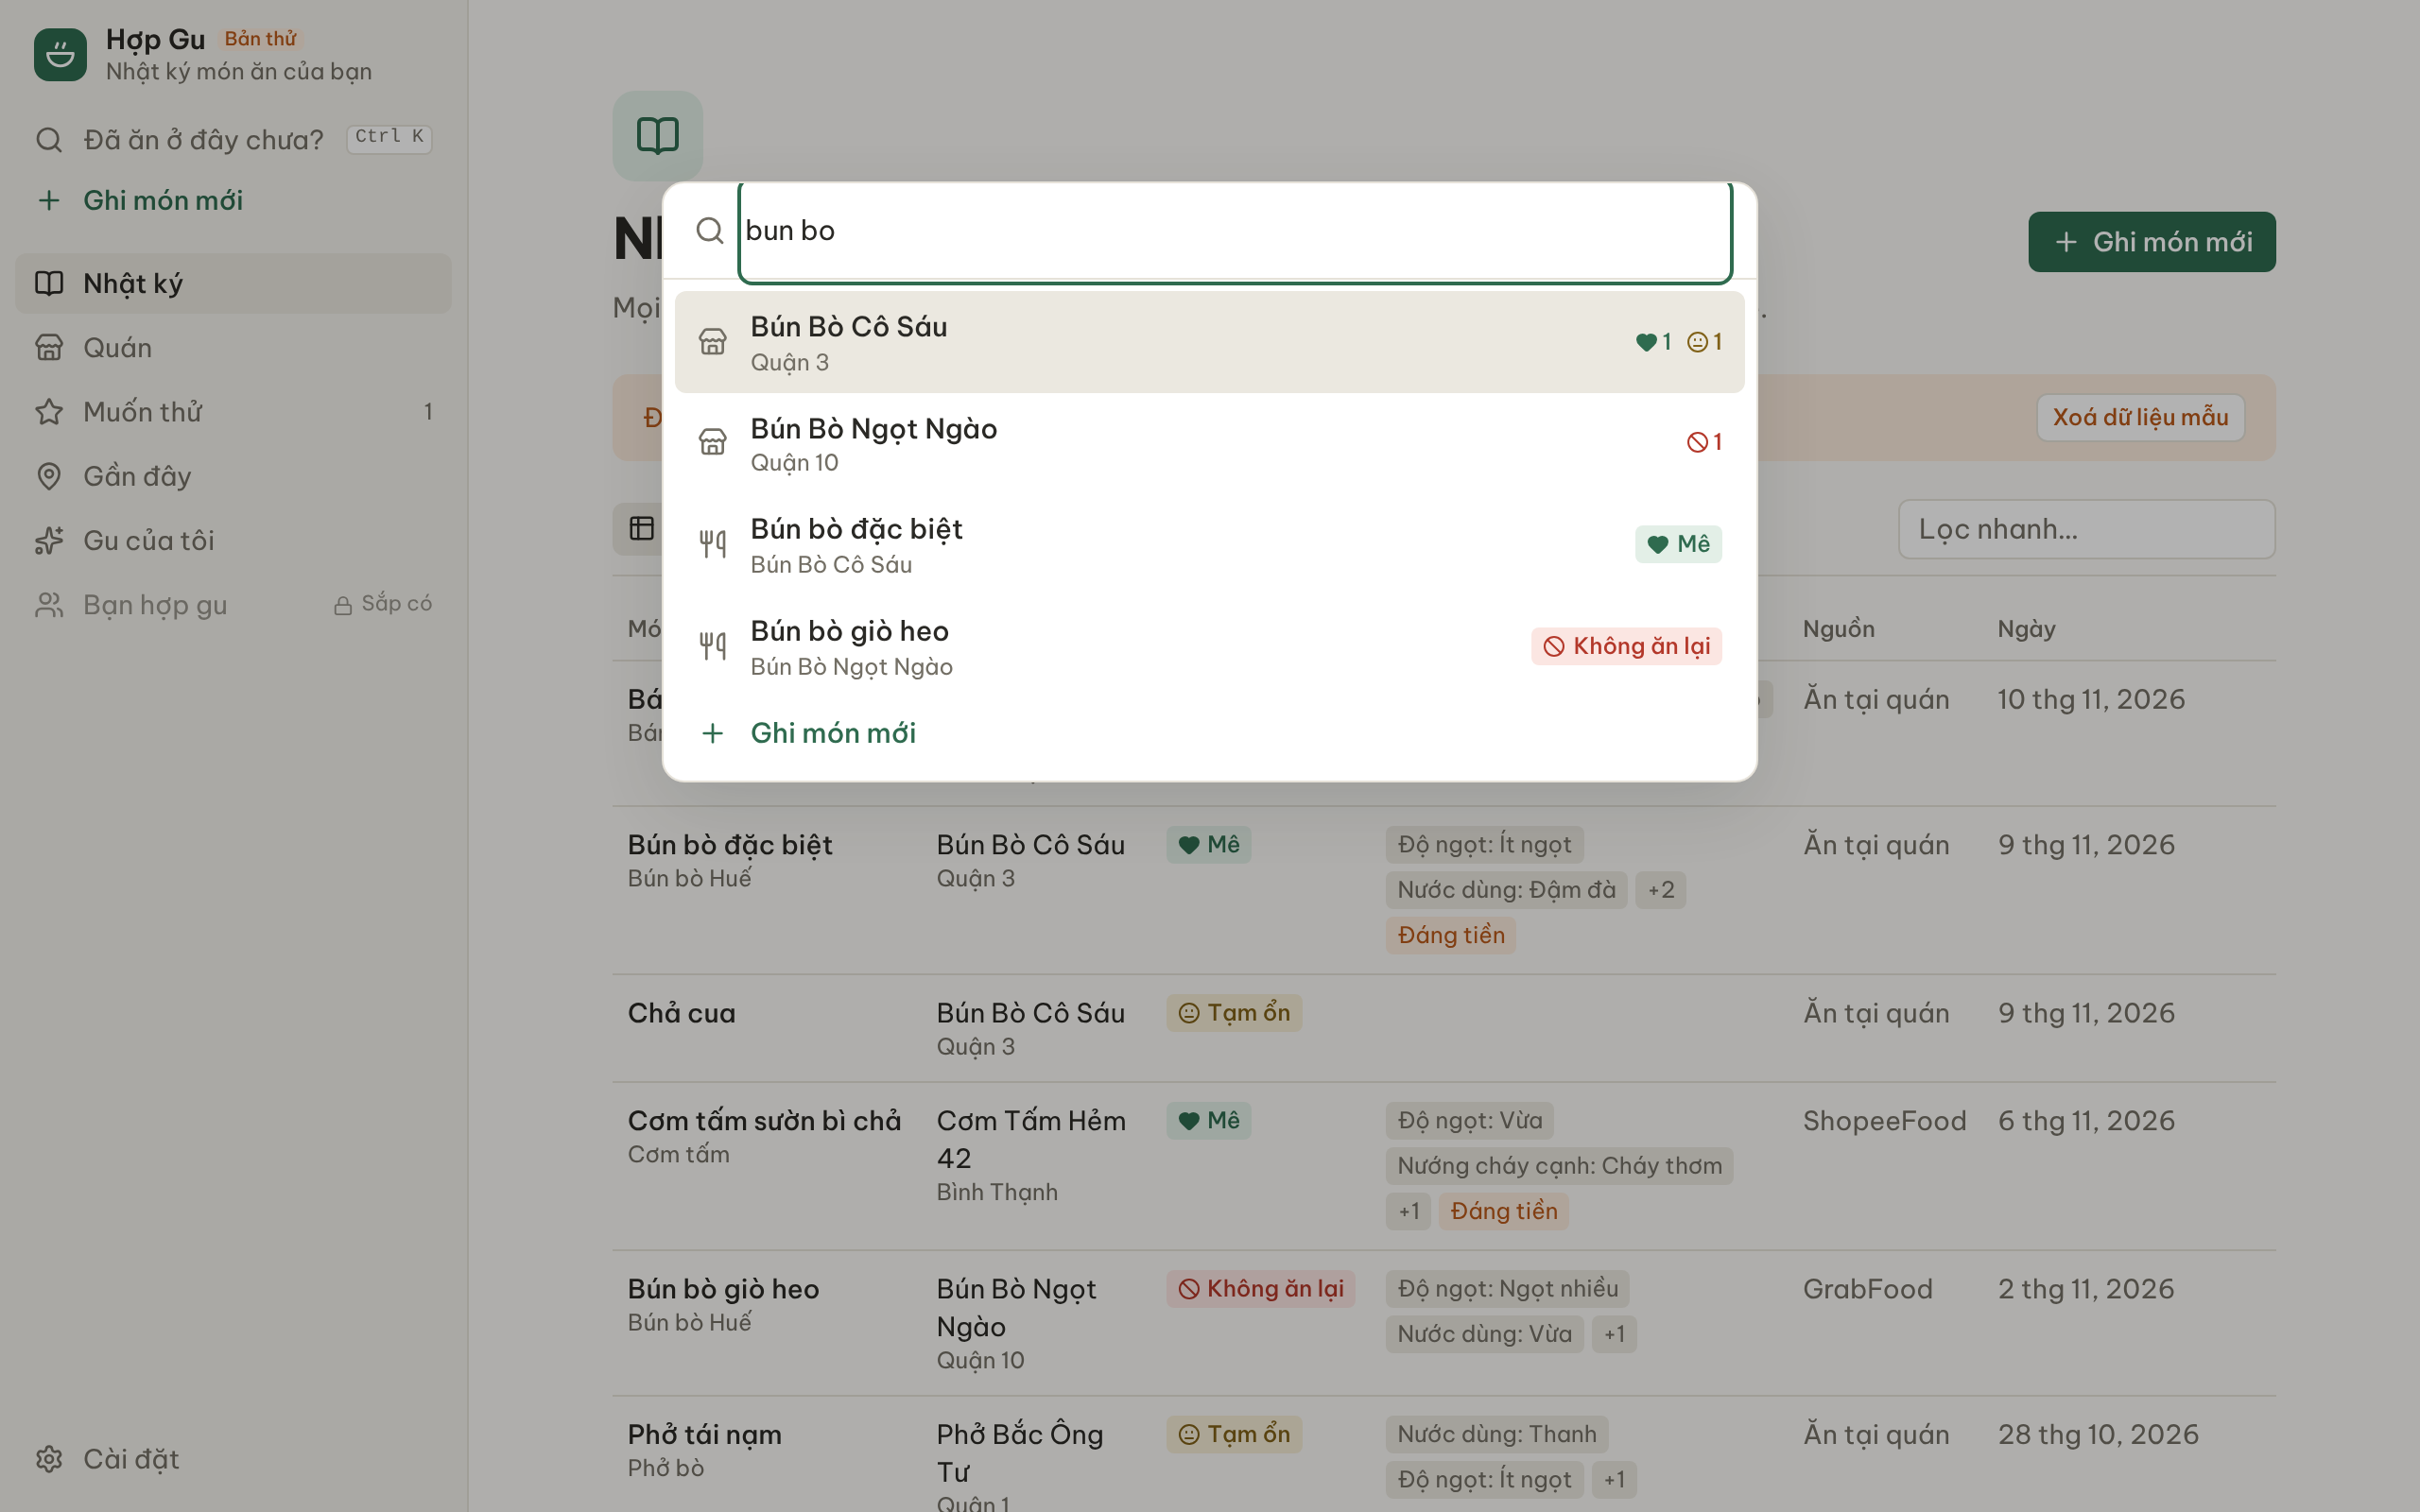 Hợp Gu Bản thử
Nhật ký món ăn của bạn
Đã ăn ở đây chưa? Ctrl K
Ghi món mới
Nhật ký
Quán
Muốn thử 1
Gần đây
Gu của tôi
Bạn hợp gu Sắp có
Cài đặt
Ghi món mới
Mọi
Xoá dữ liệu mẫu
Lọc nhanh...
bun bo
Bún Bò Cô Sáu
Quận 3
1 1
Bún Bò Ngọt Ngào
Quận 10
1
Bún bò đặc biệt
Bún Bò Cô Sáu
Mê
Bún bò giò heo
Bún Bò Ngọt Ngào
Không ăn lại
Ghi món mới
Nguồn Ngày
Ăn tại quán 10 thg 11, 2026
Bún bò đặc biệt
Bún bò Huế
Bún Bò Cô Sáu
Quận 3
Mê
Độ ngọt: Ít ngọt
Nước dùng: Đậm đà +2
Đáng tiền
Ăn tại quán 9 thg 11, 2026
Chả cua
Bún Bò Cô Sáu
Quận 3
Tạm ổn
Ăn tại quán 9 thg 11, 2026
Cơm tấm sườn bì chả
Cơm tấm
Cơm Tấm Hẻm
42
Bình Thạnh
Mê
Độ ngọt: Vừa
Nướng cháy cạnh: Cháy thơm
+1 Đáng tiền
ShopeeFood 6 thg 11, 2026
Bún bò giò heo
Bún bò Huế
Bún Bò Ngọt
Ngào
Quận 10
Không ăn lại
Độ ngọt: Ngọt nhiều
Nước dùng: Vừa +1
GrabFood 2 thg 11, 2026
Phở tái nạm
Phở bò
Phở Bắc Ông
Tư
Quận 1
Tạm ổn
Nước dùng: Thanh
Độ ngọt: Ít ngọt +1
Ăn tại quán 28 thg 10, 2026